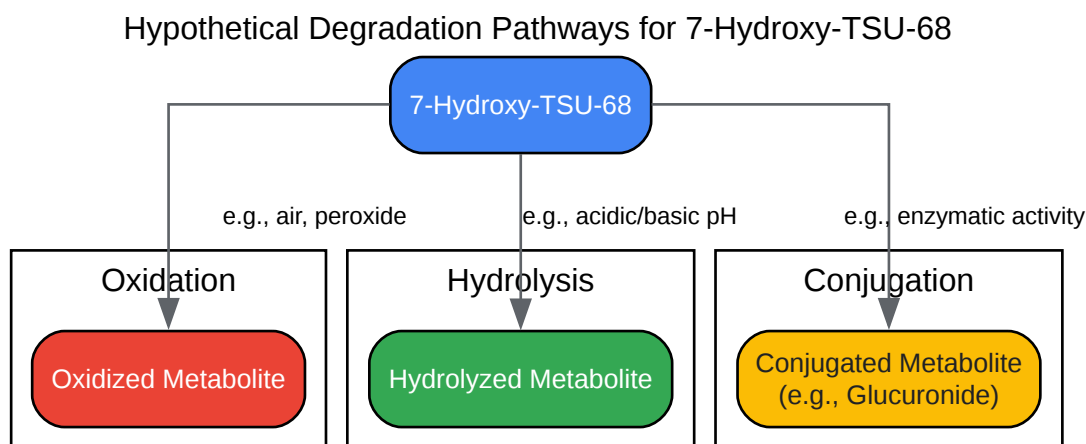 Hypothetical Degradation Pathways for 7-Hydroxy-TSU-68
7-Hydroxy-TSU-68
e.g., air, peroxide
e.g., acidic/basic pH
e.g., enzymatic activity
Oxidation
Hydrolysis
Conjugation
Oxidized Metabolite
Hydrolyzed Metabolite
Conjugated Metabolite
(e.g., Glucuronide)